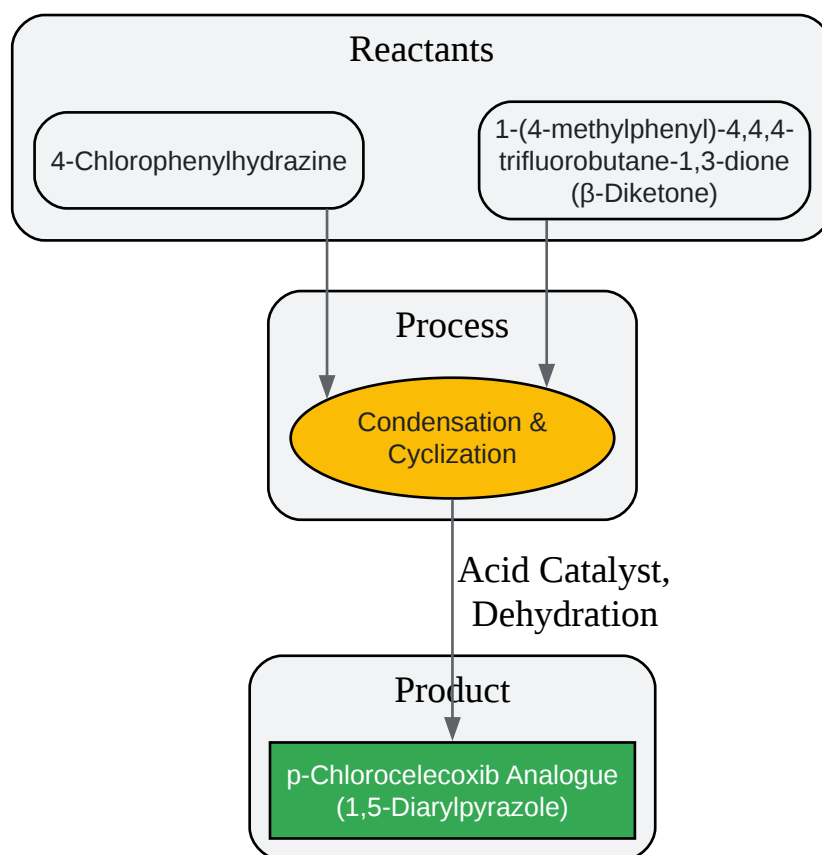 Reactants
4-Chlorophenylhydrazine
1-(4-methylphenyl)-4,4,4-
trifluorobutane-1,3-dione
(β-Diketone)
Process
Condensation &
Cyclization
Acid Catalyst,
Dehydration
Product
p-Chlorocelecoxib Analogue
(1,5-Diarylpyrazole)